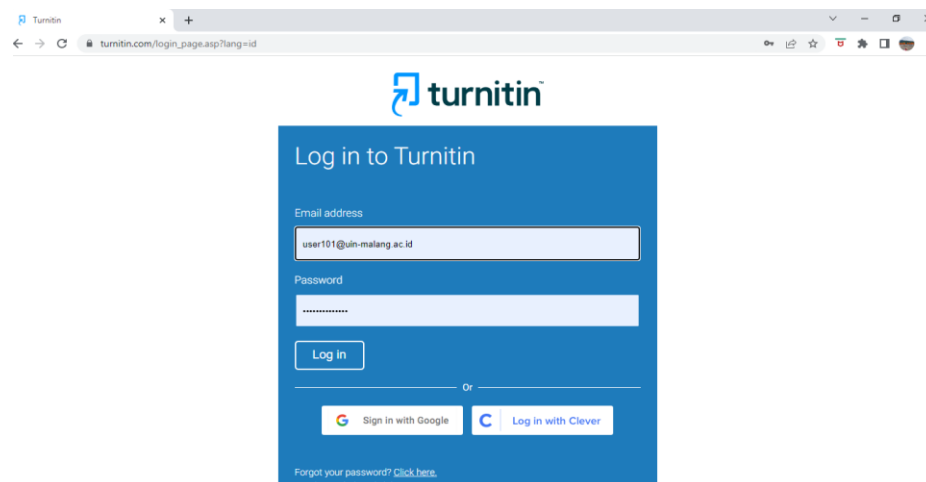 Turnitin
turnitin.com/login_page.asp?lang=id
turnitin™
Log in to Turnitin
Email address
user101@uin-malang.ac.id
Password
••••••••••••••
Log in
Or
G Sign in with Google
C Log in with Clever
Forgot your password? Click here.